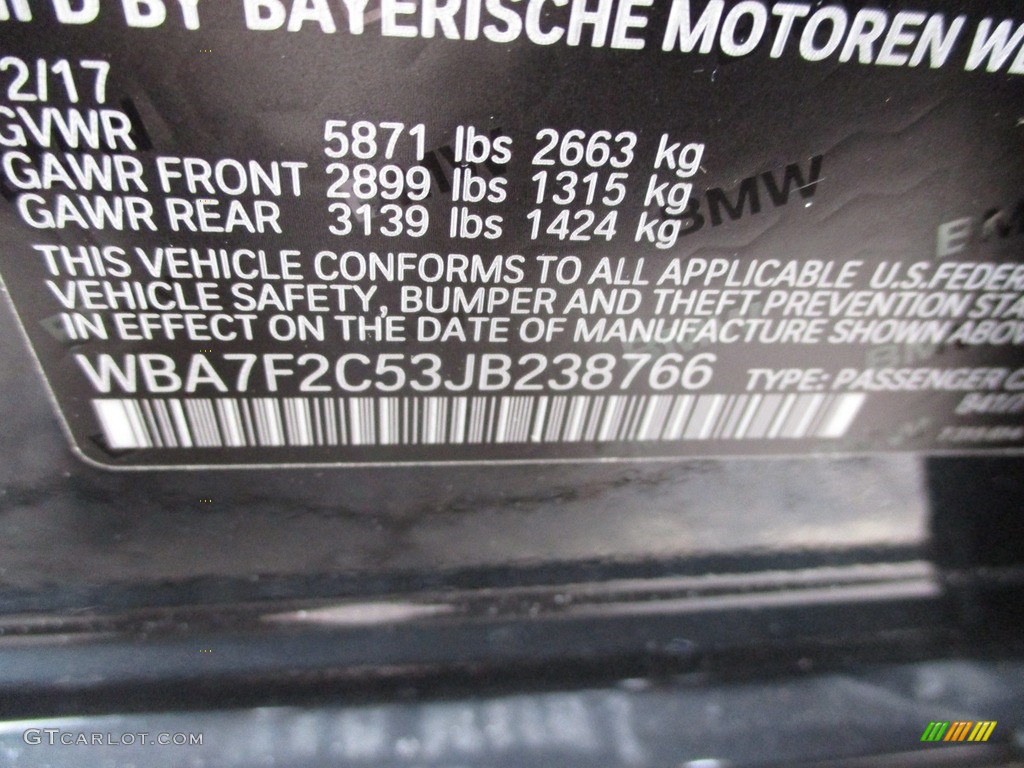 BY BAYERISCHE MOTOREN
2/17
GVWR 5871 lbs 2663 kg
GAWR FRONT 2899 lbs 1315 kg
GAWR REAR 3139 lbs 1424 kg
THIS VEHICLE CONFORMS TO ALL APPLICABLE U.S.FEDER
VEHICLE SAFETY, BUMPER AND THEFT PREVENTION STA
IN EFFECT ON THE DATE OF MANUFACTURE SHOWN ABOV
WBA7F2C53JB238766 TYPE: PASSENGER C
BMW
GTCARLOT.COM